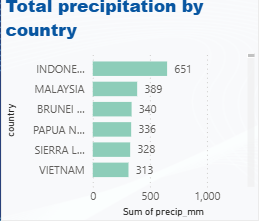 Total precipitation by
country
country
INDONE... 651
MALAYSIA 389
BRUNEI ... 340
PAPUA N... 336
SIERRA L... 328
VIETNAM 313
0 500 1,000
Sum of precip_mm